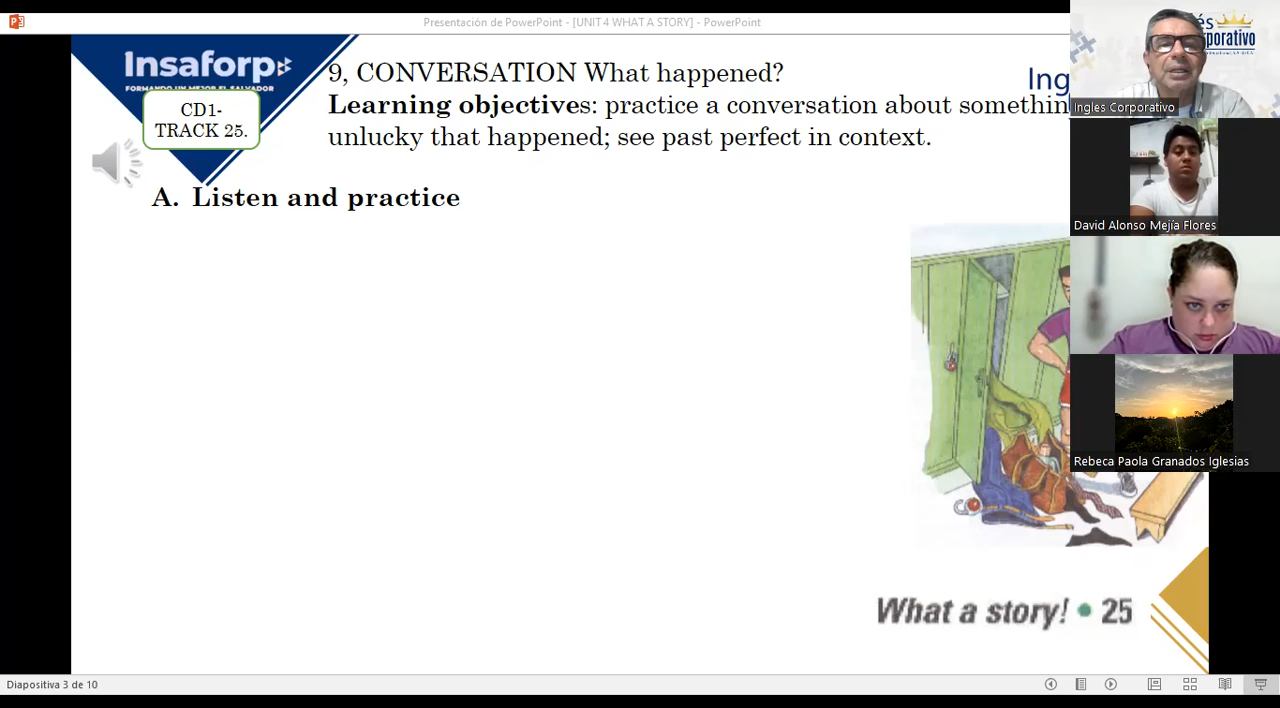 Presentación de PowerPoint - [UNIT 4 WHAT A STORY] - PowerPoint
Insaforp
FORMANDO UN MEJOR EL SALVADOR
CD1-
TRACK 25.
9, CONVERSATION What happened?
Learning objectives: practice a conversation about somethin
unlucky that happened; see past perfect in context.
A. Listen and practice
Ing
és
rporativo
Ingles Corporativo
David Alonso Mejía Flores
Rebeca Paola Granados Iglesias
What a story! • 25
Diapositiva 3 de 10